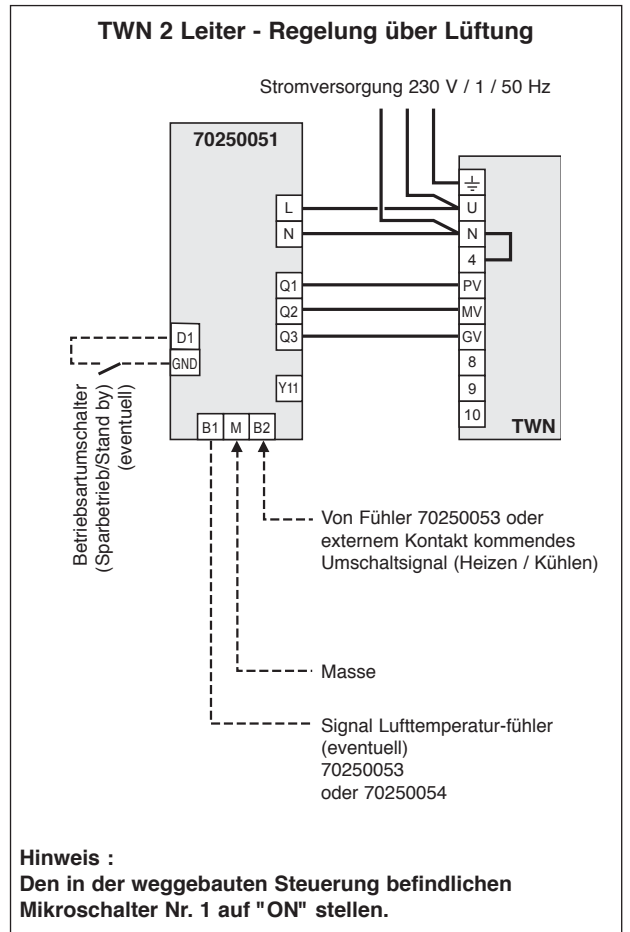 TWN 2 Leiter - Regelung über Lüftung
Stromversorgung 230 V / 1 / 50 Hz
70250051
L
N
Q1
Q2
Q3
Y11
D1
GND
B1 M B2
U
N
4
PV
MV
GV
8
9
10
TWN
Betriebsartumschalter
(Sparbetrieb/Stand by)
(eventuell)
Von Fühler 70250053 oder
externem Kontakt kommendes
Umschaltsignal (Heizen / Kühlen)
Masse
Signal Lufttemperatur-fühler
(eventuell)
70250053
oder 70250054
Hinweis :
Den in der weggebauten Steuerung befindlichen
Mikroschalter Nr. 1 auf "ON" stellen.